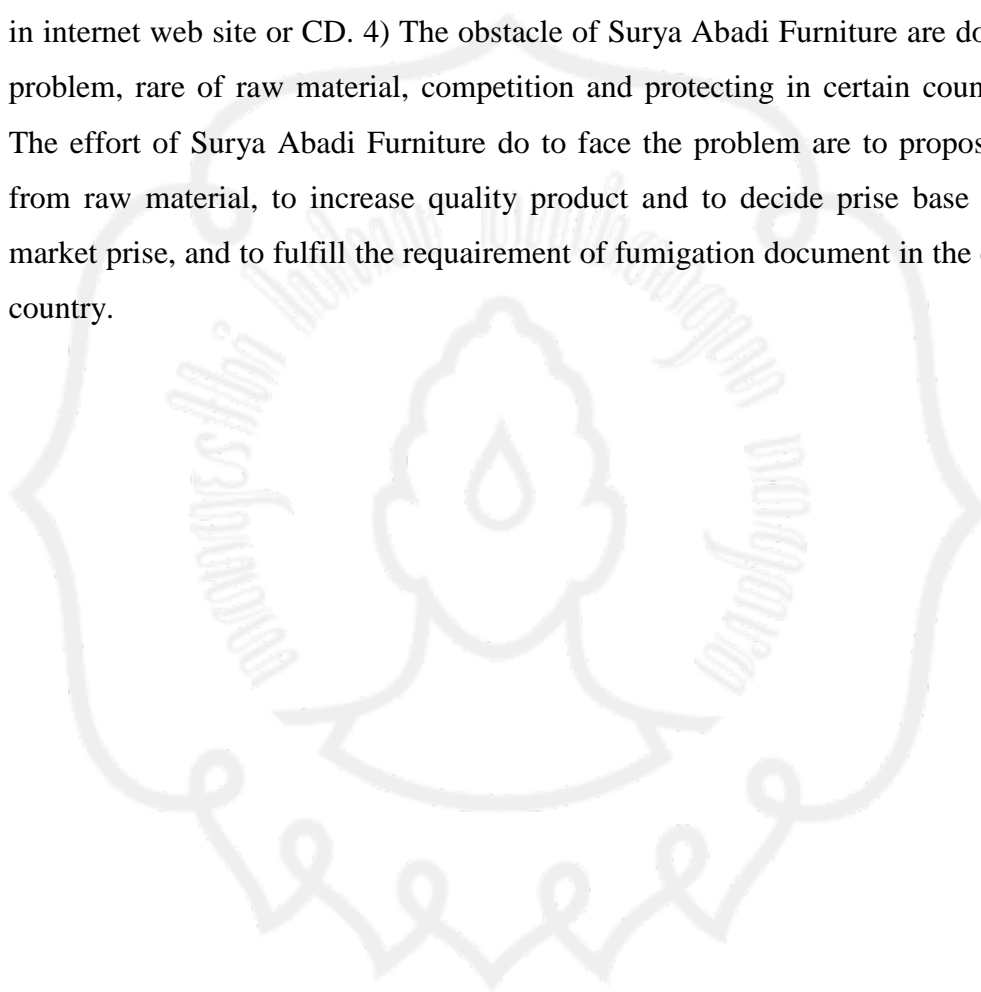 in internet web site or CD. 4) The obstacle of Surya Abadi Furniture are
problem, rare of raw material, competition and protecting in certain
The effort of Surya Abadi Furniture do to face the problem are to
from raw material, to increase quality product and to decide prise base
market prise, and to fulfill the requairement of fumigation document in the
country.